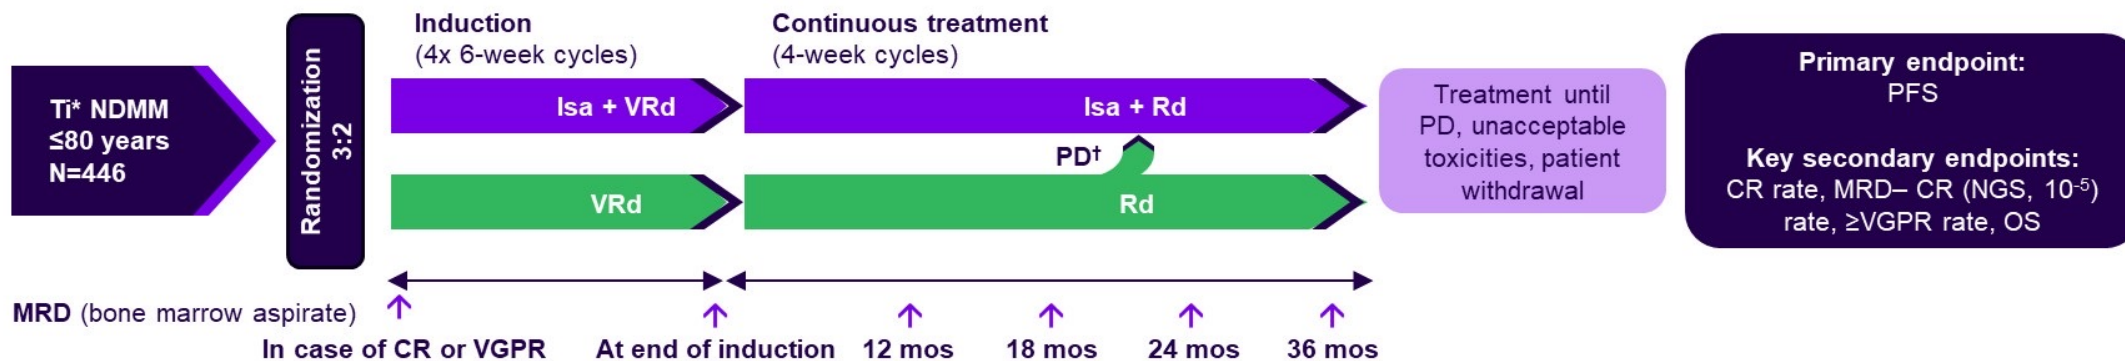 Ti* NDMM
≤80 years
N=446
Randomization
3:2
Induction
(4x 6-week cycles)
Isa + VRd
VRd
Continuous treatment
(4-week cycles)
Isa + Rd
PD†
Rd
Treatment until
PD, unacceptable
toxicities, patient
withdrawal
Primary endpoint:
PFS
Key secondary endpoints:
CR rate, MRD– CR (NGS, 10⁻⁵)
rate, ≥VGPR rate, OS
MRD (bone marrow aspirate)
In case of CR or VGPR
At end of induction
12 mos
18 mos
24 mos
36 mos